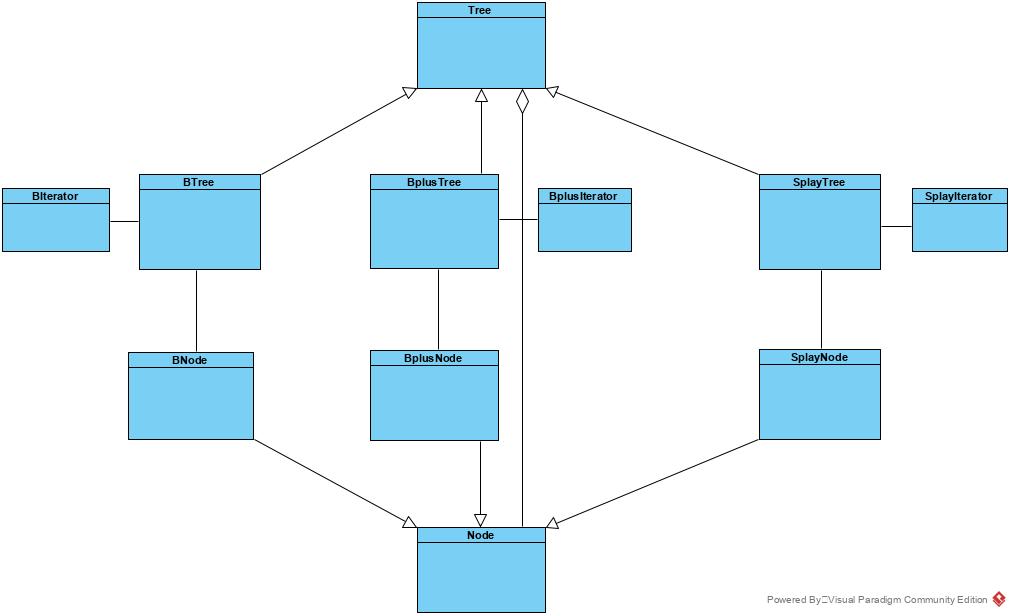 Tree
BTree
BplusTree
SplayTree
BIterator
BplusIterator
SplayIterator
BNode
BplusNode
SplayNode
Node
Powered By Visual Paradigm Community Edition